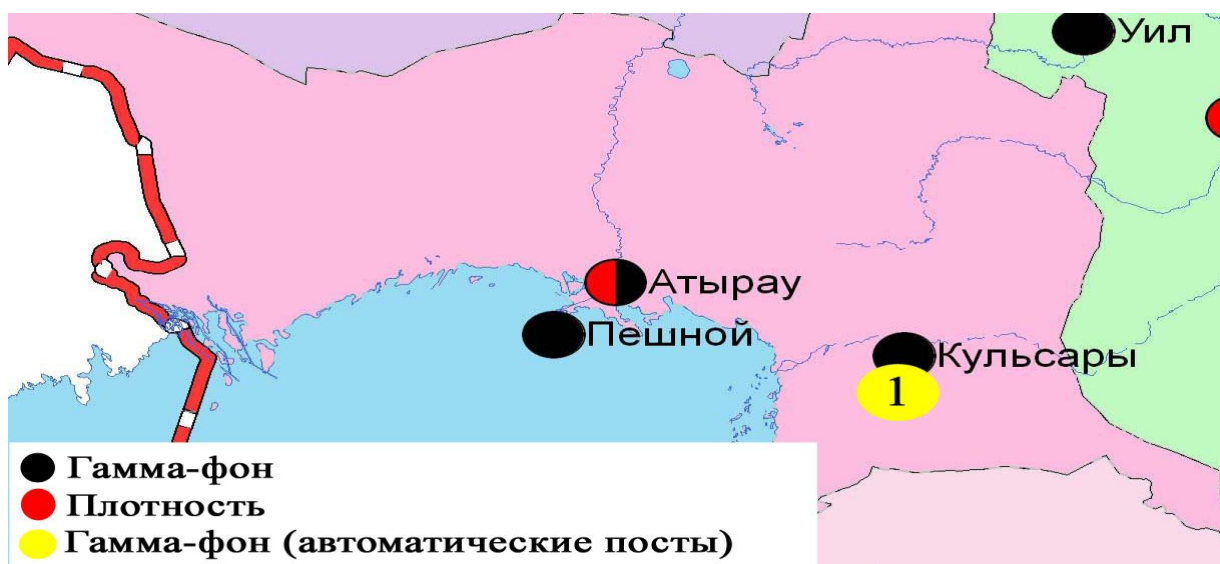 Уил
Атырау
Пешной
Кульсары
1
Гамма-фон
Плотность
Гамма-фон (автоматические посты)